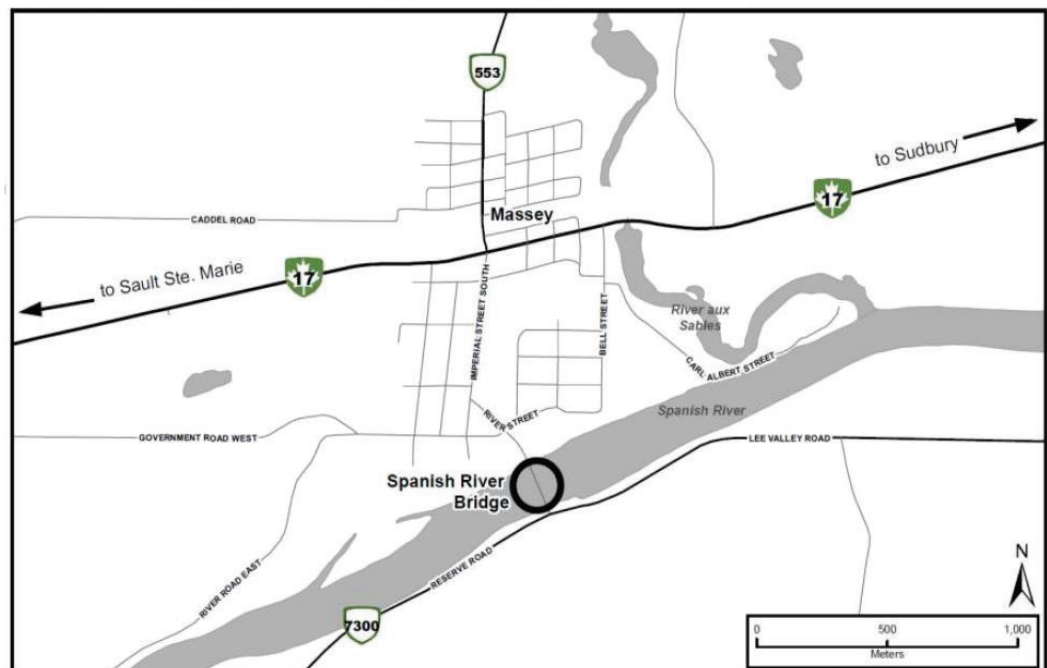 553
to Sudbury
17
Massey
CADDEL ROAD
to Sault Ste. Marie
17
IMPERIAL STREET SOUTH
BELL STREET
River aux
Sables
CARL ALBERT STREET
Spanish River
RIVER STREET
GOVERNMENT ROAD WEST
LEE VALLEY ROAD
Spanish River
Bridge
RESERVE ROAD
RIVER ROAD EAST
7300
N
0 500 1,000
Meters